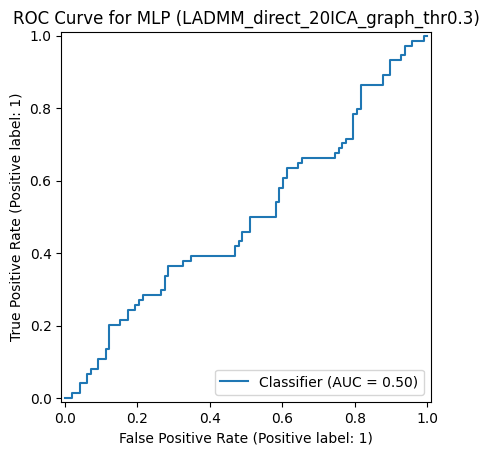 ROC Curve for MLP (LADMM_direct_20ICA_graph_thr0.3)
1.0
0.8
0.6
0.4
0.2
0.0
True Positive Rate (Positive label: 1)
Classifier (AUC = 0.50)
0.0 0.2 0.4 0.6 0.8 1.0
False Positive Rate (Positive label: 1)